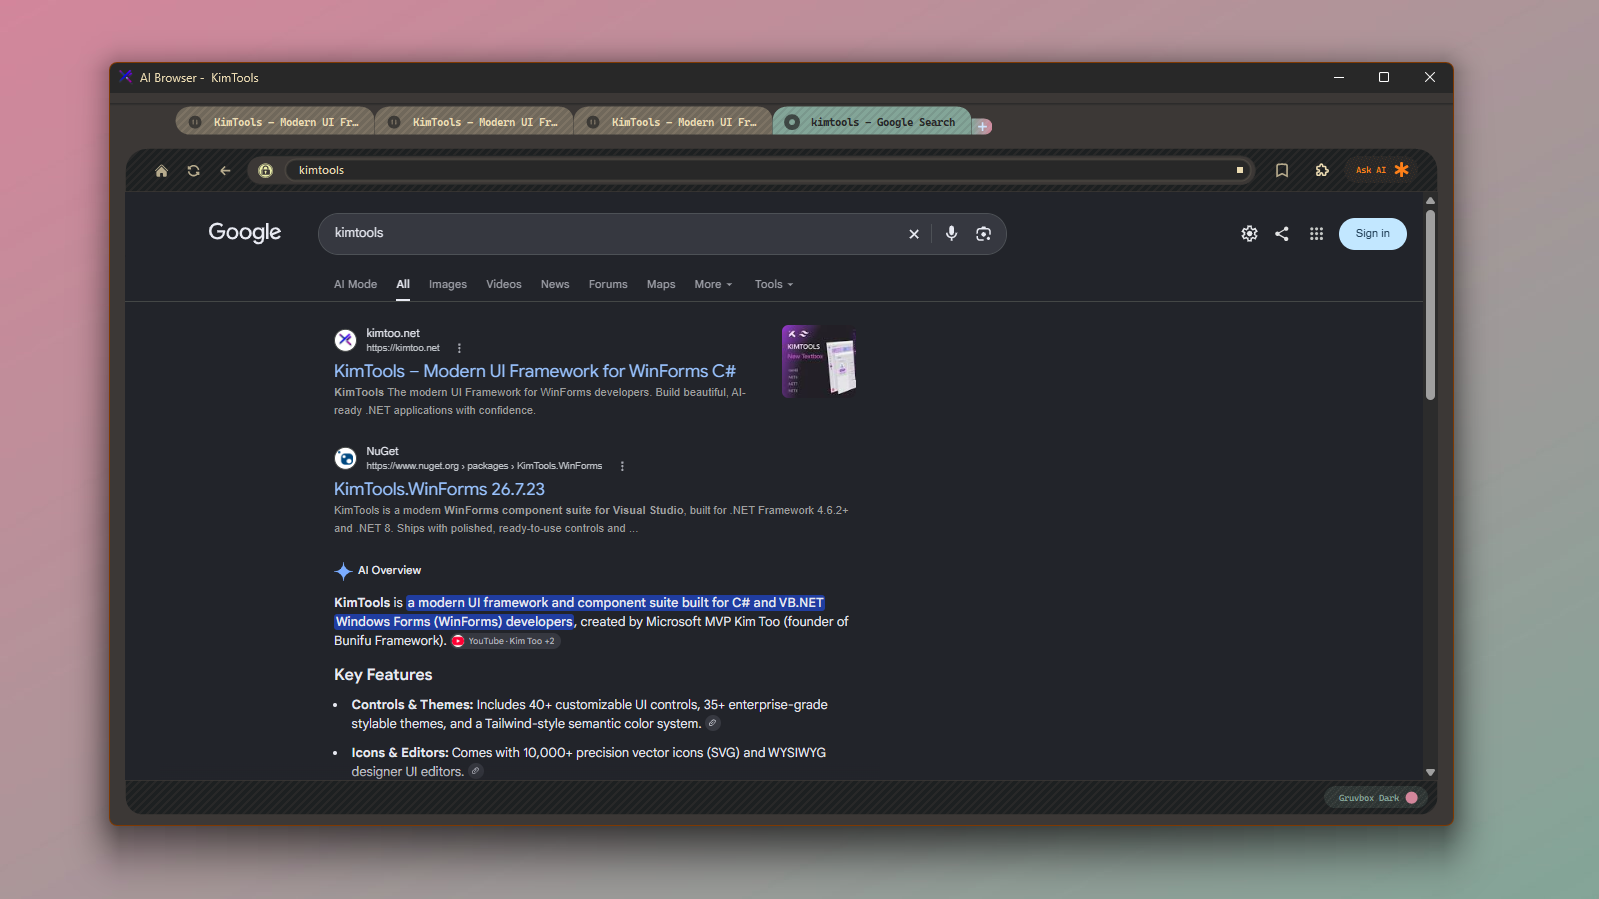 AI Browser - KimTools
KimTools – Modern UI Fr…
KimTools – Modern UI Fr…
KimTools – Modern UI Fr…
kimtools – Google Search
kimtools
Ask AI
Google
kimtools
Sign in
AI Mode
All
Images
Videos
News
Forums
Maps
More
Tools
kimtoo.net
https://kimtoo.net
KimTools – Modern UI Framework for WinForms C#
KimTools The modern UI Framework for WinForms developers. Build beautiful, AI-
ready .NET applications with confidence.
KIMTOOLS
New Textbox
NuGet
https://www.nuget.org › packages › KimTools.WinForms
KimTools.WinForms 26.7.23
KimTools is a modern WinForms component suite for Visual Studio, built for .NET Framework 4.6.2+
and .NET 8. Ships with polished, ready-to-use controls and ...
AI Overview
KimTools is a modern UI framework and component suite built for C# and VB.NET
Windows Forms (WinForms) developers, created by Microsoft MVP Kim Too (founder of
Bunifu Framework). YouTube · Kim Too +2
Key Features
• Controls & Themes: Includes 40+ customizable UI controls, 35+ enterprise-grade
stylable themes, and a Tailwind-style semantic color system.
• Icons & Editors: Comes with 10,000+ precision vector icons (SVG) and WYSIWYG
designer UI editors.
Gruvbox Dark